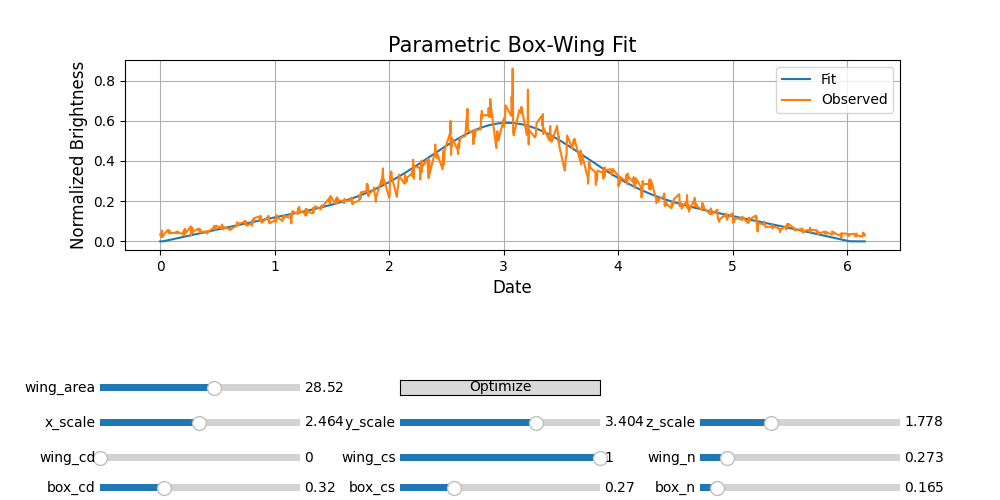 Parametric Box-Wing Fit
Normalized Brightness
0.8
0.6
0.4
0.2
0.0
Fit
Observed
0 1 2 3 4 5 6
Date
wing_area 28.52 Optimize
x_scale 2.464 y_scale 3.404 z_scale 1.778
wing_cd 0 wing_cs 1 wing_n 0.273
box_cd 0.32 box_cs 0.27 box_n 0.165